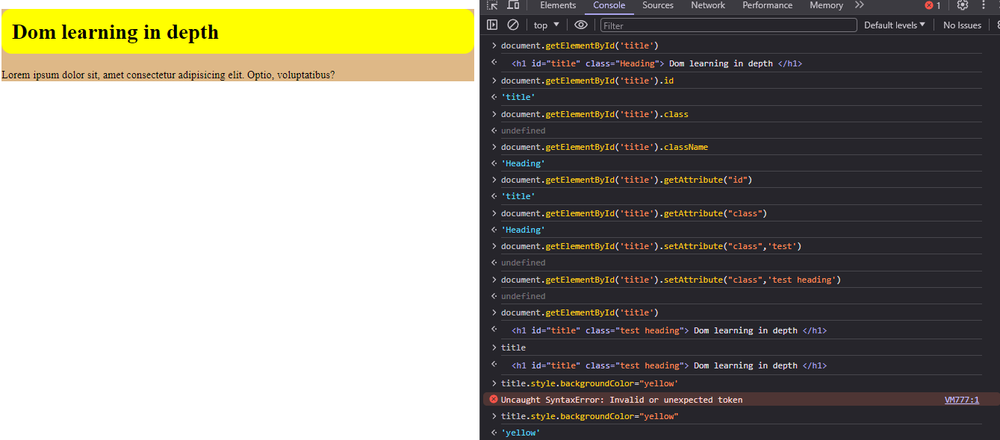 Dom learning in depth
Lorem ipsum dolor sit, amet consectetur adipisicing elit. Optio, voluptatibus?
Elements Console Sources Network Performance Memory 1
top Filter Default levels No Issues
document.getElementById('title')
<h1 id="title" class="Heading"> Dom learning in depth </h1>
document.getElementById('title').id
'title'
document.getElementById('title').class
undefined
document.getElementById('title').className
'Heading'
document.getElementById('title').getAttribute("id")
'title'
document.getElementById('title').getAttribute("class")
'Heading'
document.getElementById('title').setAttribute("class",'test')
undefined
document.getElementById('title').setAttribute("class",'test heading')
undefined
document.getElementById('title')
<h1 id="title" class="test heading"> Dom learning in depth </h1>
title
<h1 id="title" class="test heading"> Dom learning in depth </h1>
title.style.backgroundColor="yellow'
Uncaught SyntaxError: Invalid or unexpected token VM777:1
title.style.backgroundColor="yellow"
'yellow'